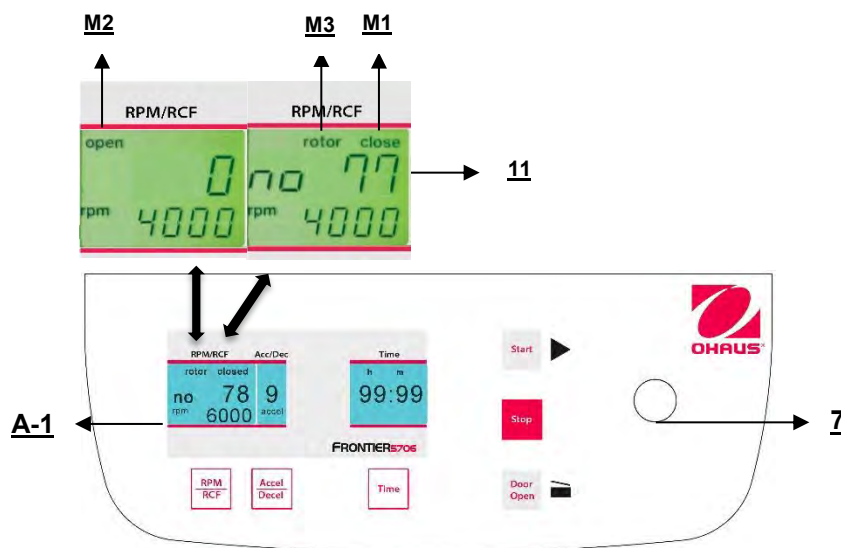 M2
M3
M1
RPM/RCF
RPM/RCF
open
0
rpm 4000
rotor close
no 77
rpm 4000
11
OHAUS
RPM/RCF
Acc/Dec
rotor closed
no 78
rpm 6000
9
accel
Time
h m
99:99
FRONTIER5706
A-1
RPM
RCF
Accel
Decel
Time
Start
Stop
Door
Open
7